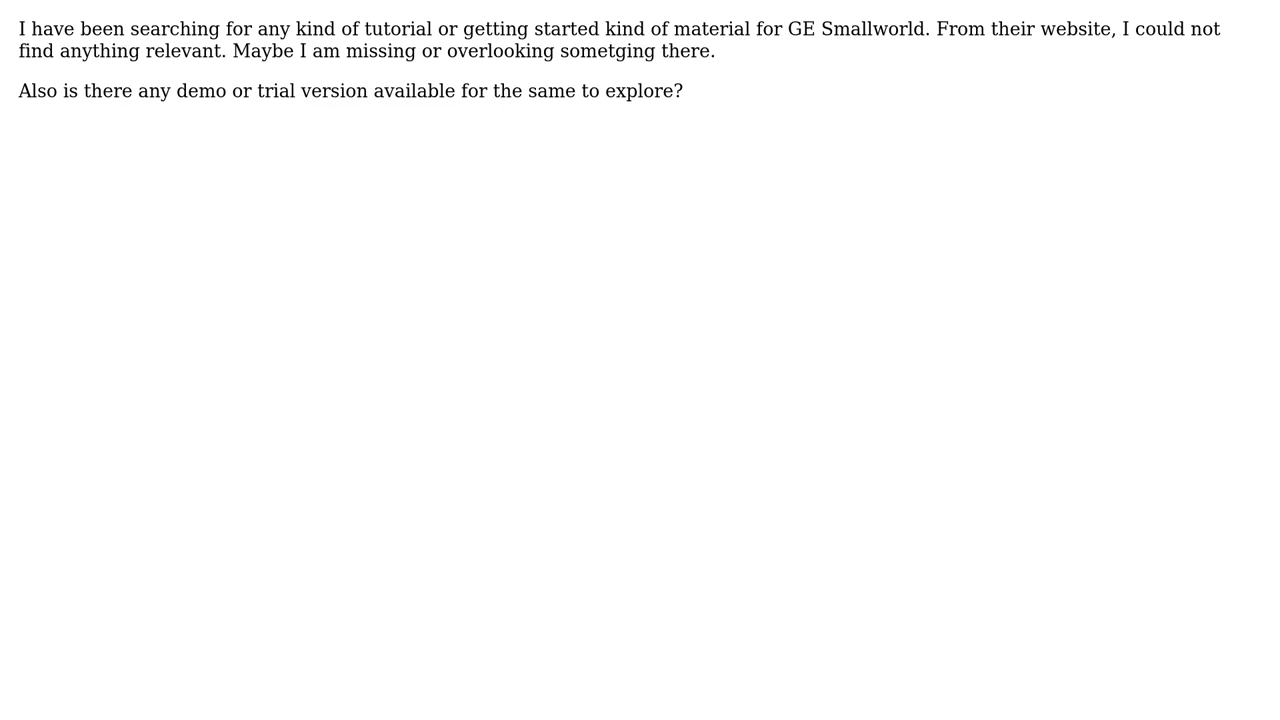 I have been searching for any kind of tutorial or getting started kind of material for GE Smallworld. From their website, I could not
find anything relevant. Maybe I am missing or overlooking sometging there.
Also is there any demo or trial version available for the same to explore?